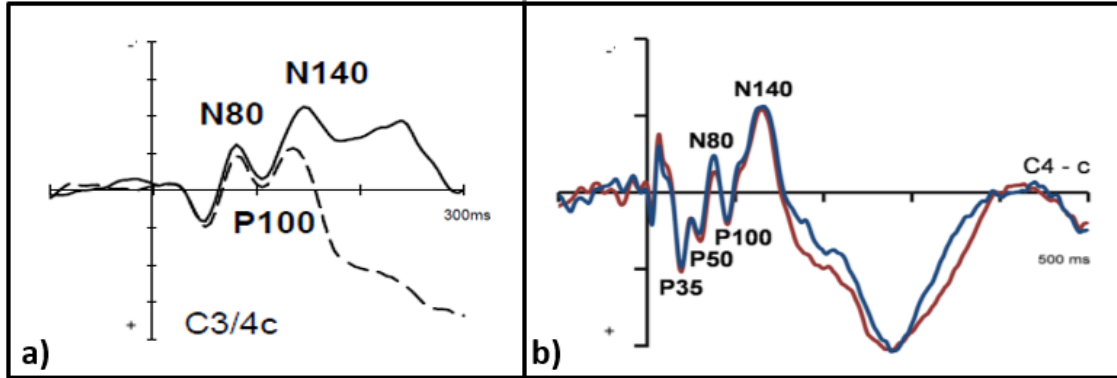 -
N140
N80
P100
300ms
+
C3/4c
a)
-
N140
N80
C4 - c
P100
P50
P35
500 ms
+
b)